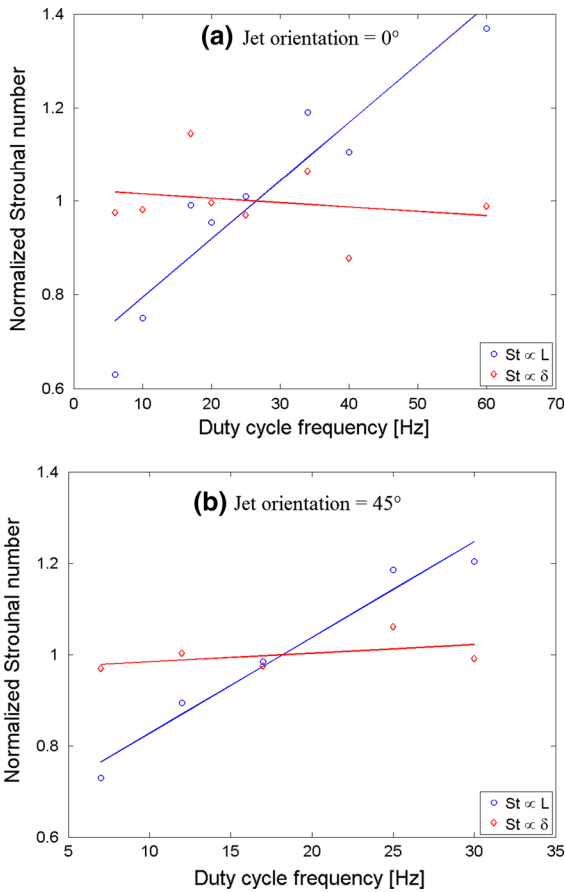 (a) Jet orientation = 0°
Normalized Strouhal number
1.4
1.2
1
0.8
0.6
0 10 20 30 40 50 60 70
Duty cycle frequency [Hz]
St ∝ L
St ∝ δ
(b) Jet orientation = 45°
Normalized Strouhal number
1.4
1.2
1
0.8
0.6
5 10 15 20 25 30 35
Duty cycle frequency [Hz]
St ∝ L
St ∝ δ